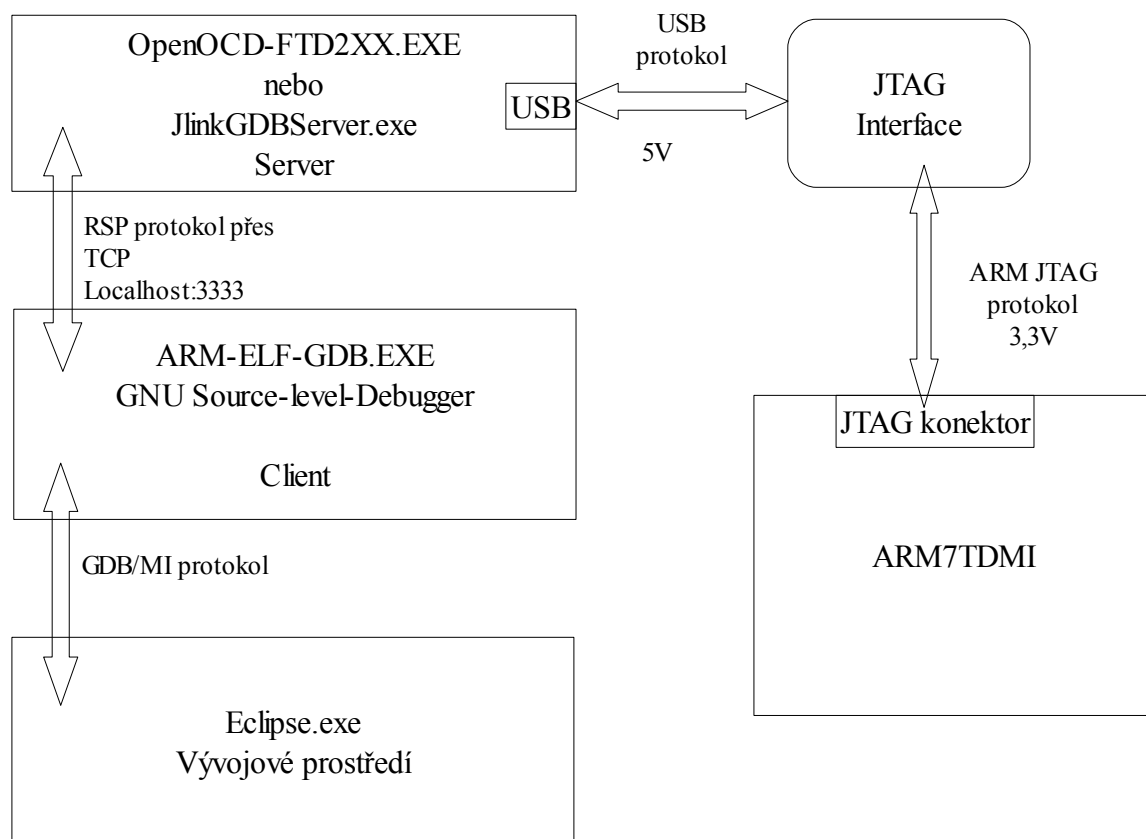 OpenOCD-FTD2XX.EXE
nebo
JlinkGDBServer.exe
Server
USB
USB
protokol
5V
JTAG
Interface
RSP protokol přes
TCP
Localhost:3333
ARM JTAG
protokol
3,3V
ARM-ELF-GDB.EXE
GNU Source-level-Debugger
Client
JTAG konektor
ARM7TDMI
GDB/MI protokol
Eclipse.exe
Vývojové prostředí